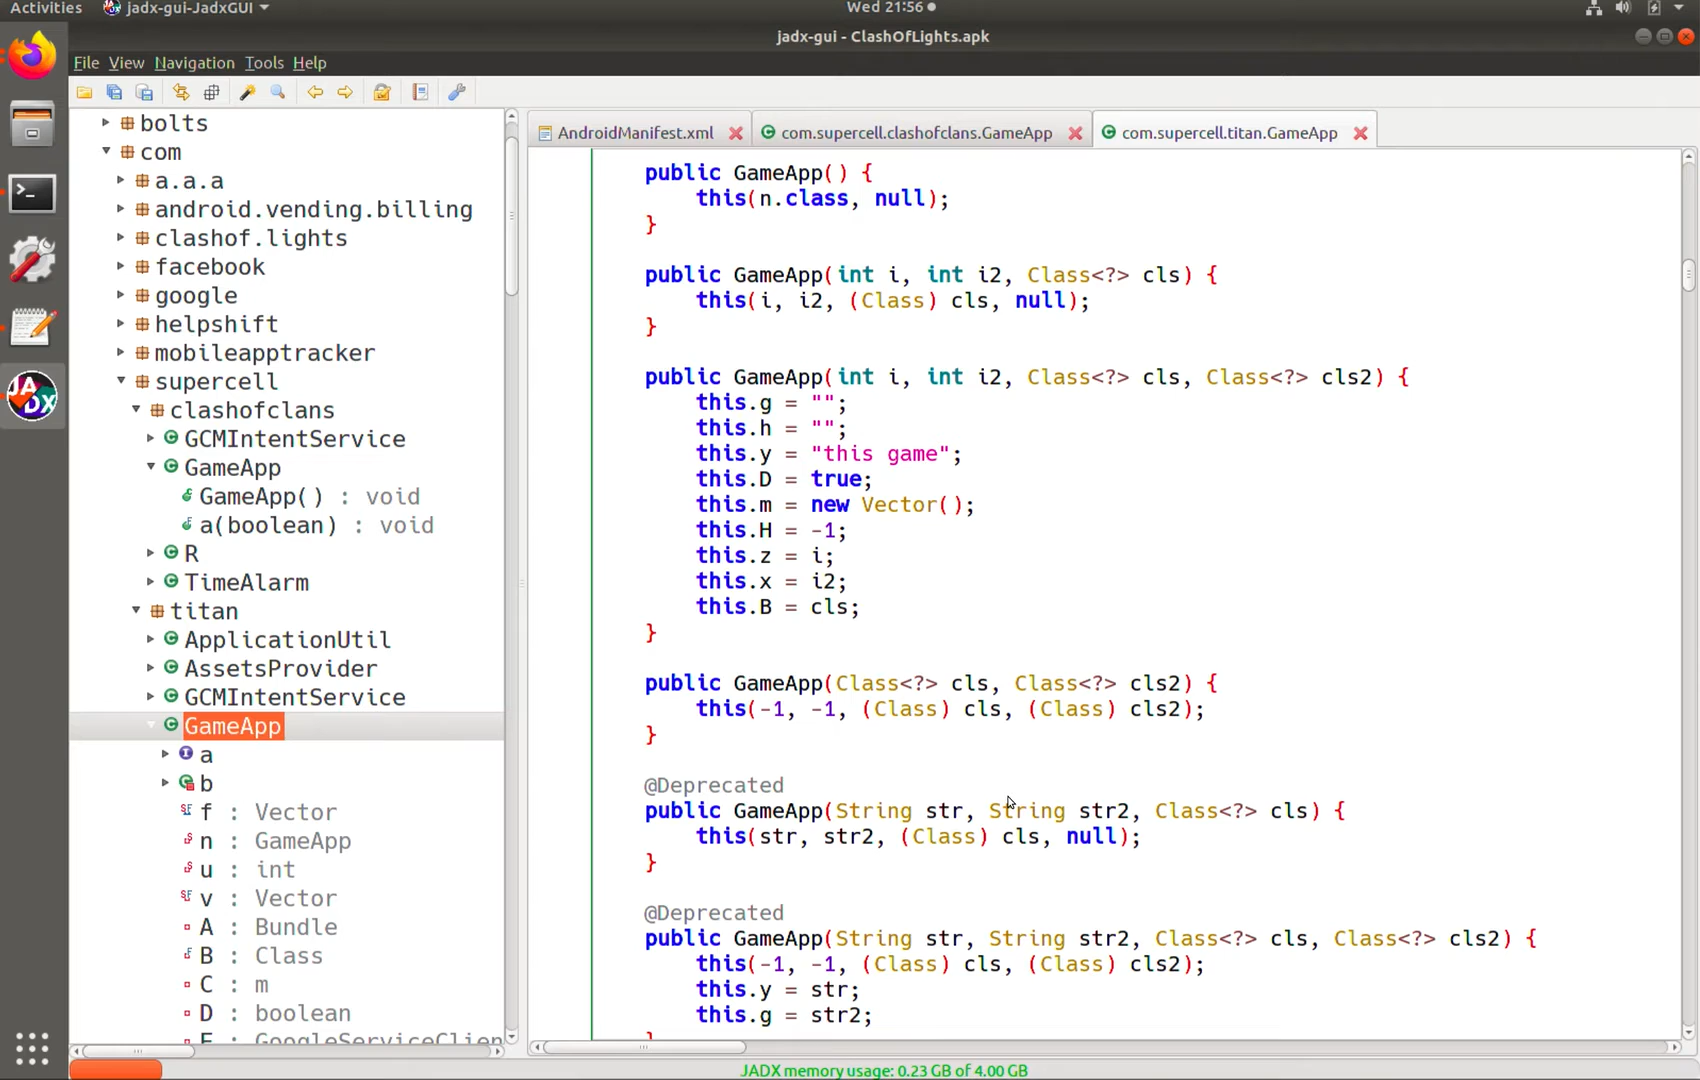 Activities
jadx-gui-JadxGUI
Wed 21:56
jadx-gui - ClashOfLights.apk
File View Navigation Tools Help
bolts
com
a.a.a
android.vending.billing
clashof.lights
facebook
google
helpshift
mobileapptracker
supercell
clashofclans
GCMIntentService
GameApp
GameApp() : void
a(boolean) : void
R
TimeAlarm
titan
ApplicationUtil
AssetsProvider
GCMIntentService
GameApp
a
b
f : Vector
n : GameApp
u : int
v : Vector
A : Bundle
B : Class
C : m
D : boolean
E : GoogleServiceClien
AndroidManifest.xml
com.supercell.clashofclans.GameApp
com.supercell.titan.GameApp
public GameApp() {
this(n.class, null);
}
public GameApp(int i, int i2, Class<?> cls) {
this(i, i2, (Class) cls, null);
}
public GameApp(int i, int i2, Class<?> cls, Class<?> cls2) {
this.g = "";
this.h = "";
this.y = "this game";
this.D = true;
this.m = new Vector();
this.H = -1;
this.z = i;
this.x = i2;
this.B = cls;
}
public GameApp(Class<?> cls, Class<?> cls2) {
this(-1, -1, (Class) cls, (Class) cls2);
}
@Deprecated
public GameApp(String str, String str2, Class<?> cls) {
this(str, str2, (Class) cls, null);
}
@Deprecated
public GameApp(String str, String str2, Class<?> cls, Class<?> cls2) {
this(-1, -1, (Class) cls, (Class) cls2);
this.y = str;
this.g = str2;
}
JADX memory usage: 0.23 GB of 4.00 GB